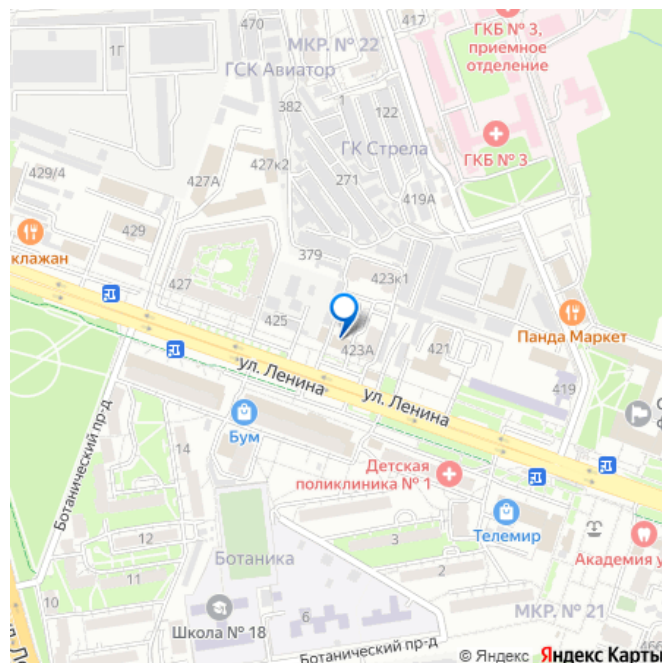 470
417
МКР. № 22
ГКБ № 3,
приемное
отделение
1Г
ГСК Авиатор
382
1
122
ГКБ № 3
ГК Стрела
427к2
429/4
427А
271
419А
429
клажан
379
423к1
427
425
Панда Маркет
423А
421
ул. Ленина
ул. Ленина
419
Ботанический пр-д
Бум
14
Детская
поликлиника № 1
Телемир
12
3
Ботаника
Академия у
11
2
10
МКР. № 21
6
Школа № 18
Ботанический пр-д
© Яндекс Яндекс Карты